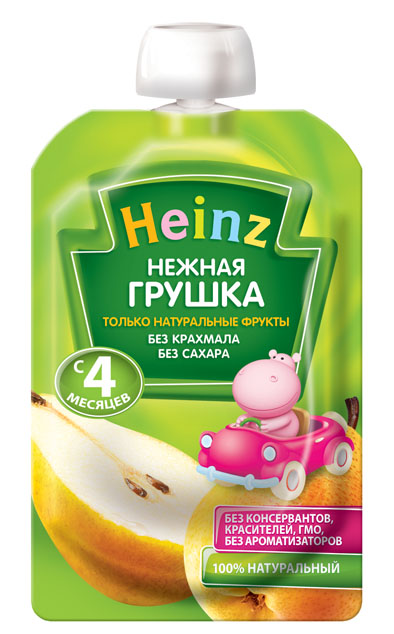 Heinz
НЕЖНАЯ
ГРУШКА
ТОЛЬКО НАТУРАЛЬНЫЕ ФРУКТЫ
БЕЗ КРАХМАЛА
БЕЗ САХАРА
С 4
МЕСЯЦЕВ
БЕЗ КОНСЕРВАНТОВ,
КРАСИТЕЛЕЙ, ГМО,
БЕЗ АРОМАТИЗАТОРОВ
100% НАТУРАЛЬНЫЙ